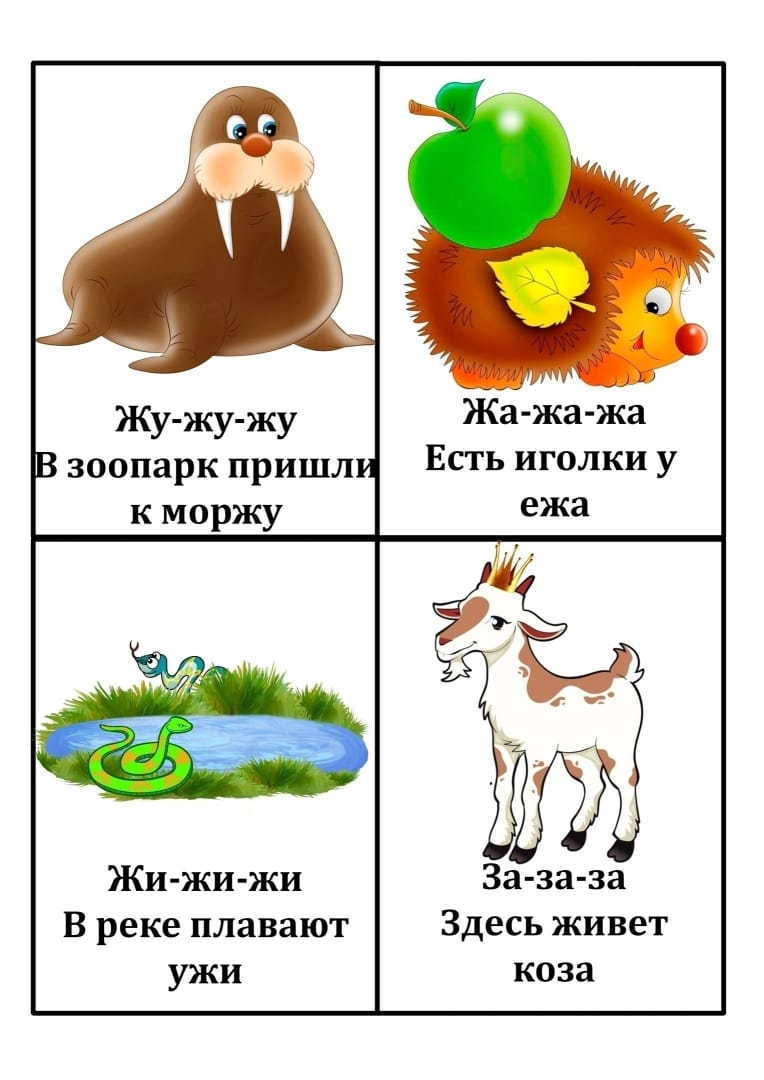 Жу-жу-жу
В зоопарк пришли
к моржу
Жа-жа-жа
Есть иголки у
ежа
Жи-жи-жи
В реке плавают
ужи
За-за-за
Здесь живет
коза